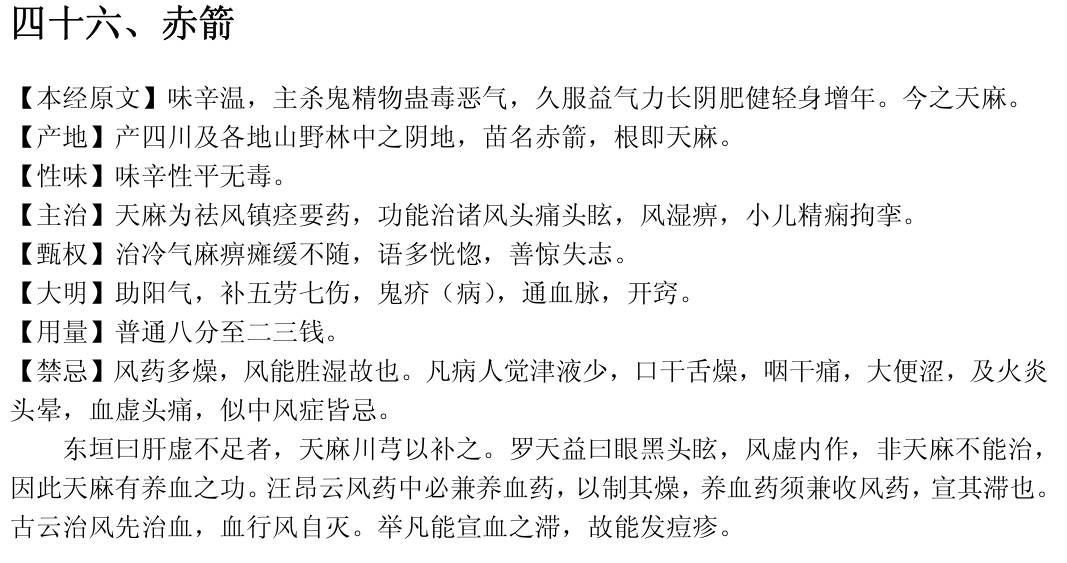 四十六、赤箭
【本经原文】味辛温，主杀鬼精物蛊毒恶气，久服益气力长阴肥健轻身增年。今之天麻。
【产地】产四川及各地山野林中之阴地，苗名赤箭，根即天麻。
【性味】味辛性平无毒。
【主治】天麻为祛风镇痉要药，功能治诸风头痛头眩，风湿痹，小儿精痫拘挛。
【甄权】治冷气麻痹瘫缓不随，语多恍惚，善惊失志。
【大明】助阳气，补五劳七伤，鬼疥（病），通血脉，开窍。
【用量】普通八分至二三钱。
【禁忌】风药多燥，风能胜湿故也。凡病人觉津液少，口干舌燥，咽干痛，大便涩，及火炎
头晕，血虚头痛，似中风症皆忌。
东垣曰肝虚不足者，天麻川芎以补之。罗天益曰眼黑头眩，风虚内作，非天麻不能治，
因此天麻有养血之功。汪昂云风药中必兼养血药，以制其燥，养血药须兼收风药，宣其滞也。
古云治风先治血，血行风自灭。举凡能宣血之滞，故能发痘疹。